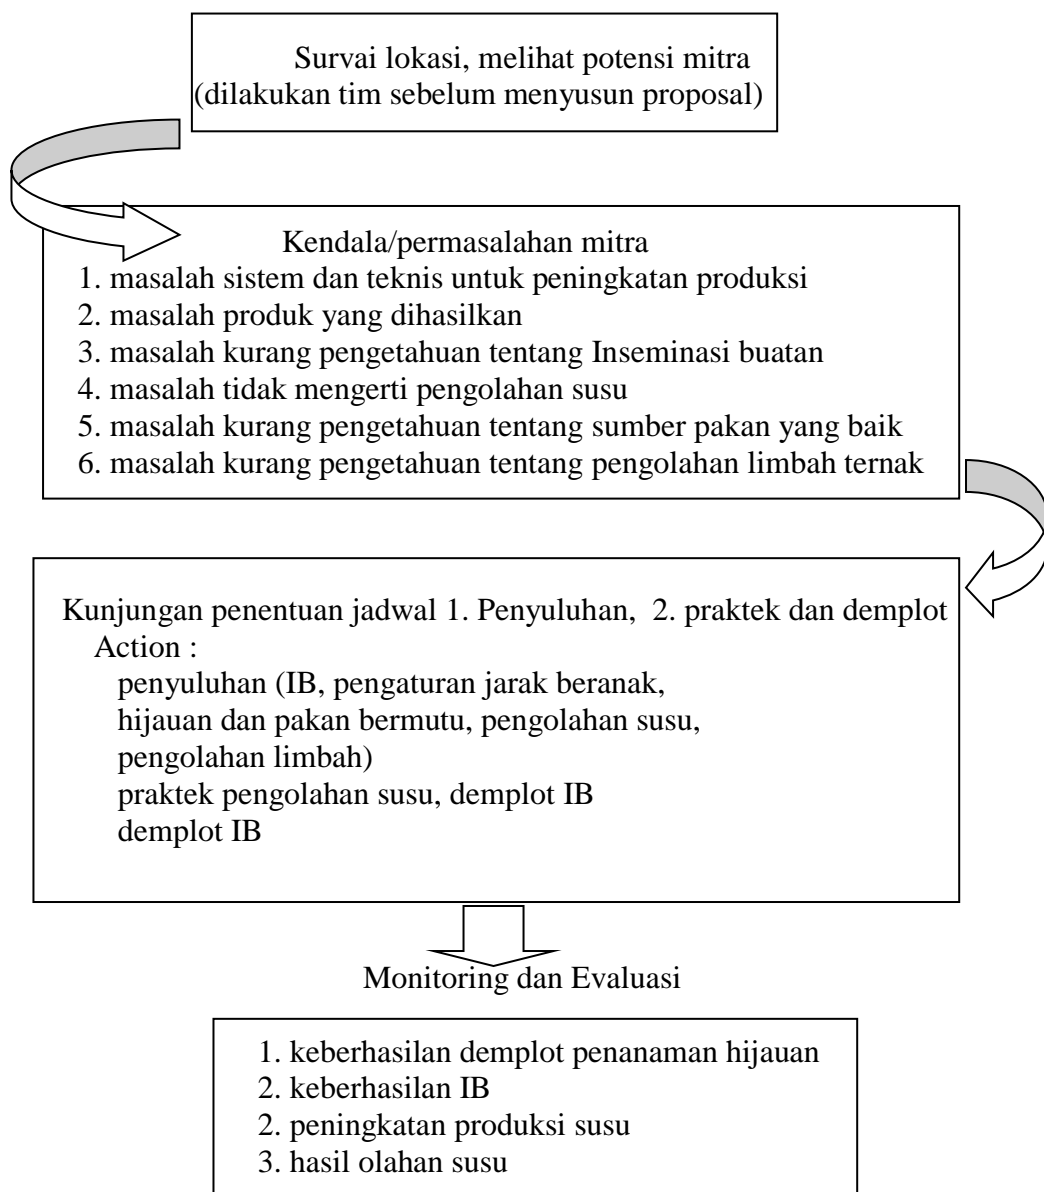 Survai lokasi, melihat potensi mitra
(dilakukan tim sebelum menyusun proposal)
Kendala/permasalahan mitra
1. masalah sistem dan teknis untuk peningkatan produksi
2. masalah produk yang dihasilkan
3. masalah kurang pengetahuan tentang Inseminasi buatan
4. masalah tidak mengerti pengolahan susu
5. masalah kurang pengetahuan tentang sumber pakan yang baik
6. masalah kurang pengetahuan tentang pengolahan limbah ternak
Kunjungan penentuan jadwal 1. Penyuluhan, 2. praktek dan demplot
Action :
penyuluhan (IB, pengaturan jarak beranak,
hijauan dan pakan bermutu, pengolahan susu,
pengolahan limbah)
praktek pengolahan susu, demplot IB
demplot IB
Monitoring dan Evaluasi
1. keberhasilan demplot penanaman hijauan
2. keberhasilan IB
2. peningkatan produksi susu
3. hasil olahan susu